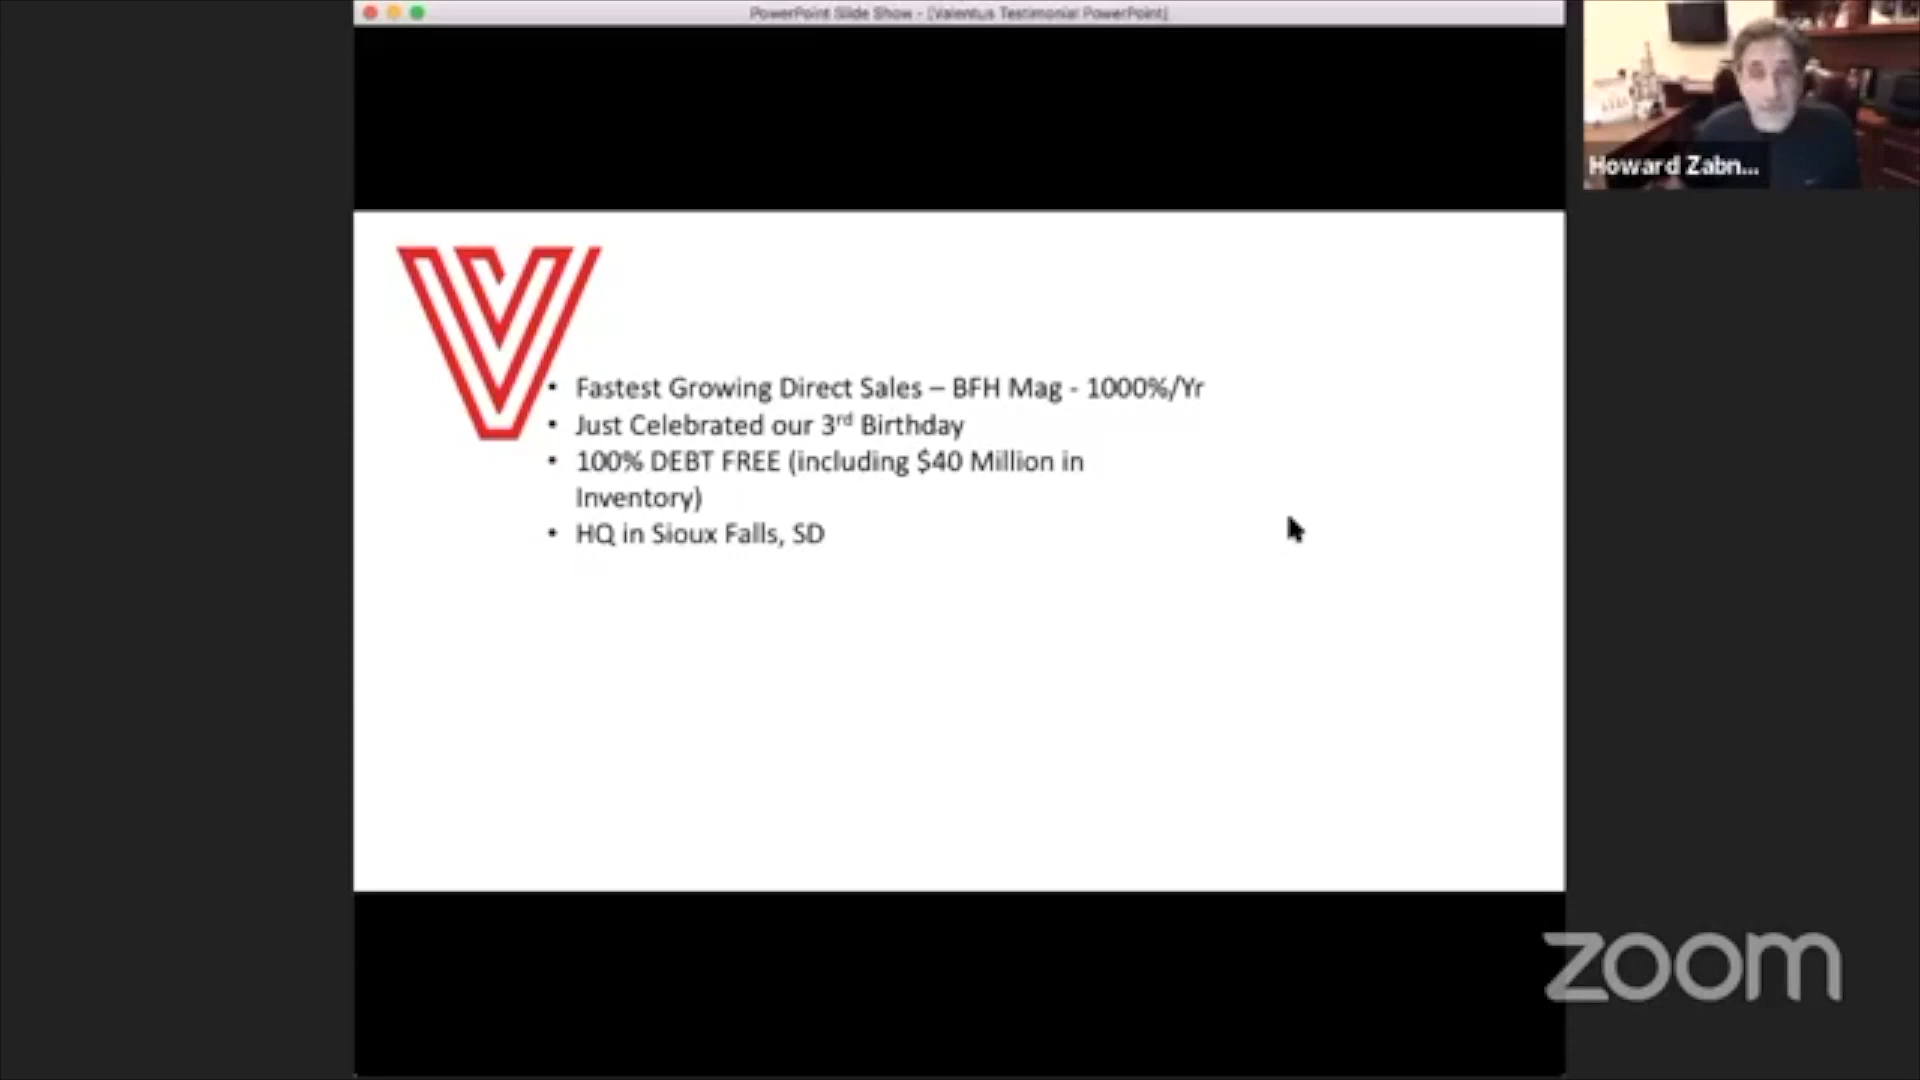 PowerPoint Slide Show - [Valentus Testimonial PowerPoint]
Howard Zabn...
• Fastest Growing Direct Sales – BFH Mag - 1000%/Yr
• Just Celebrated our 3rd Birthday
• 100% DEBT FREE (including $40 Million in
Inventory)
• HQ in Sioux Falls, SD
zoom